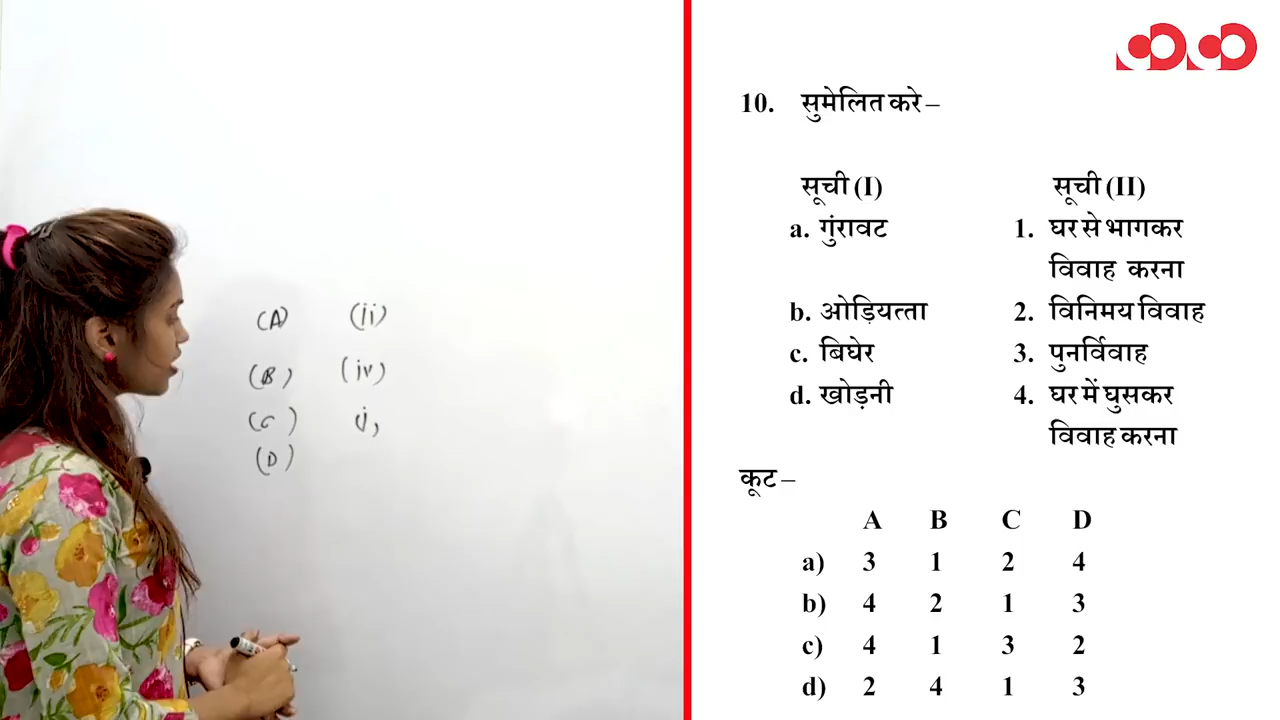 (A) (ii)
(B) (iv)
(C) i,
(D)
10. सुमेलित करे –
सूची (I) सूची (II)
a. गुंरावट 1. घर से भागकर
विवाह करना
b. ओड़ियत्ता 2. विनिमय विवाह
c. बिघेर 3. पुनर्विवाह
d. खोड़नी 4. घर में घुसकर
विवाह करना
कूट –
A B C D
a) 3 1 2 4
b) 4 2 1 3
c) 4 1 3 2
d) 2 4 1 3